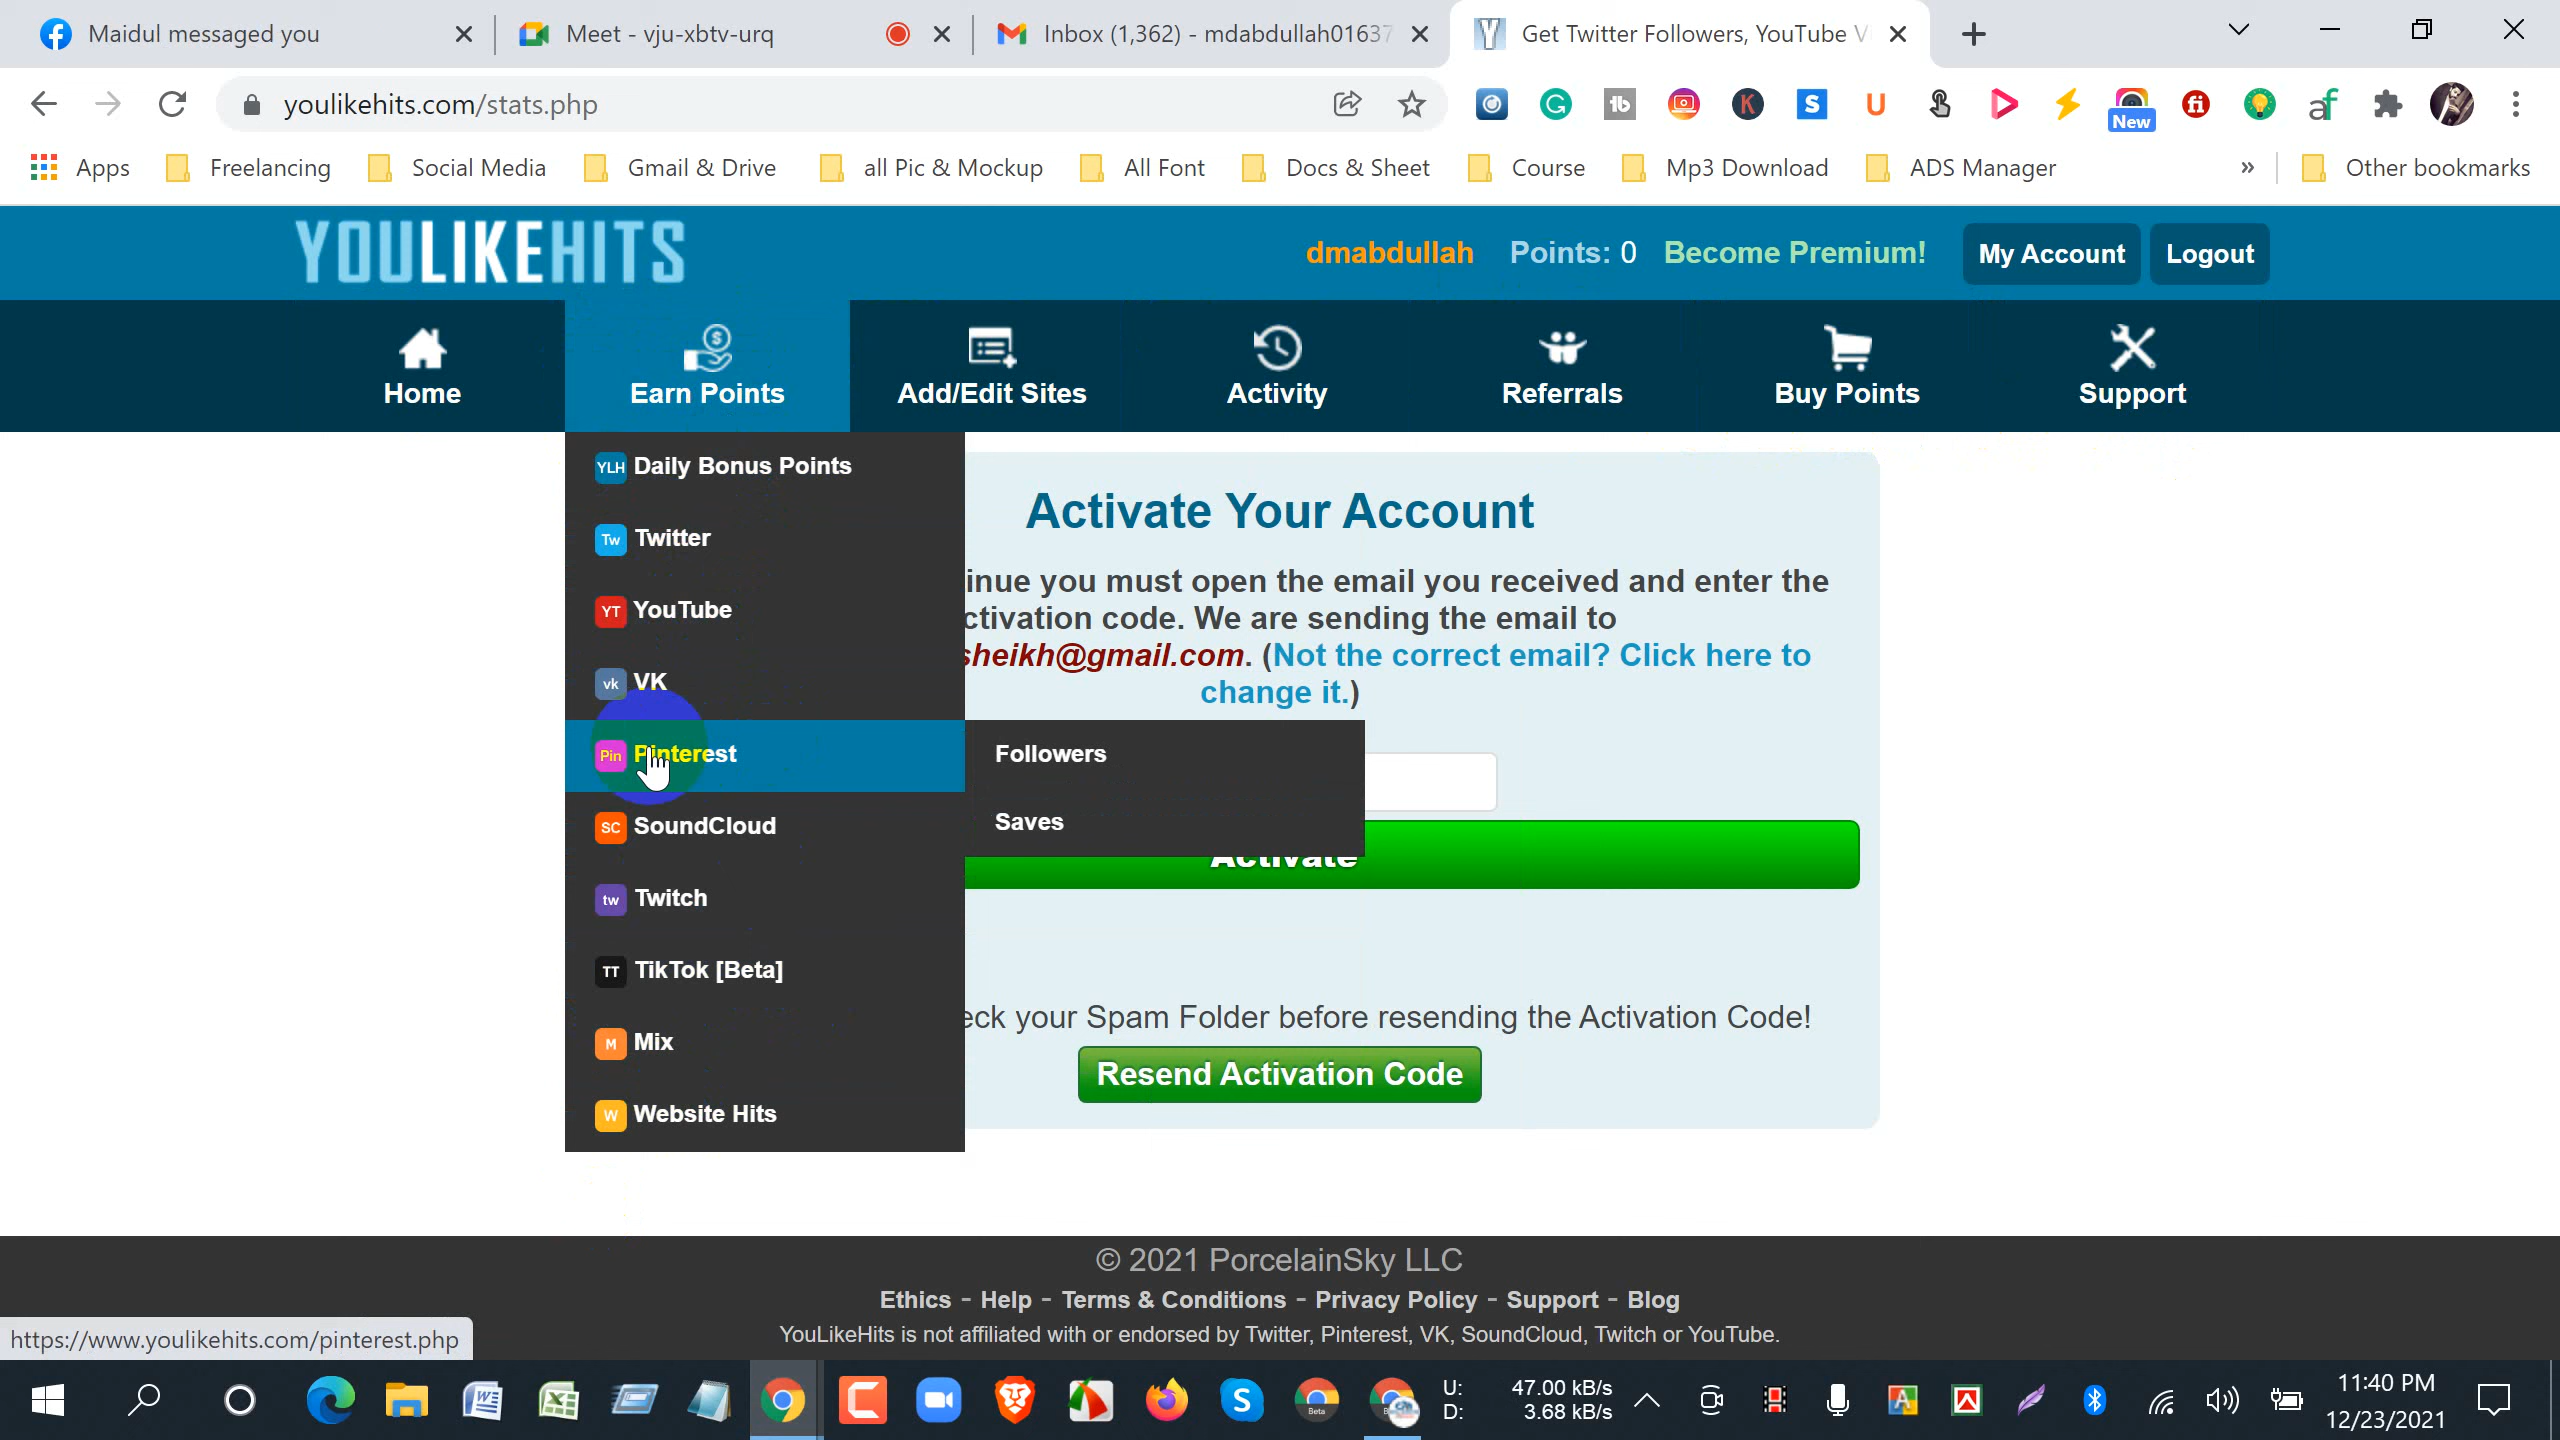 Maidul messaged you
Meet - vju-xbtv-urq
Inbox (1,362) - mdabdullah01637
Get Twitter Followers, YouTube V
youlikehits.com/stats.php
New
Apps
Freelancing
Social Media
Gmail & Drive
all Pic & Mockup
All Font
Docs & Sheet
Course
Mp3 Download
ADS Manager
»
Other bookmarks
YOULIKEHITS
dmabdullah
Points: 0
Become Premium!
My Account
Logout
Home
Earn Points
Add/Edit Sites
Activity
Referrals
Buy Points
Support
YLH Daily Bonus Points
Tw Twitter
YT YouTube
vk VK
Pin Pinterest
SC SoundCloud
tw Twitch
TT TikTok [Beta]
M Mix
W Website Hits
Followers
Saves
Activate Your Account
inue you must open the email you received and enter the
ctivation code. We are sending the email to
sheikh@gmail.com. (Not the correct email? Click here to
change it.)
Activate
eck your Spam Folder before resending the Activation Code!
Resend Activation Code
© 2021 PorcelainSky LLC
Ethics - Help - Terms & Conditions - Privacy Policy - Support - Blog
YouLikeHits is not affiliated with or endorsed by Twitter, Pinterest, VK, SoundCloud, Twitch or YouTube.
https://www.youlikehits.com/pinterest.php
U: 47.00 kB/s
D: 3.68 kB/s
11:40 PM
12/23/2021